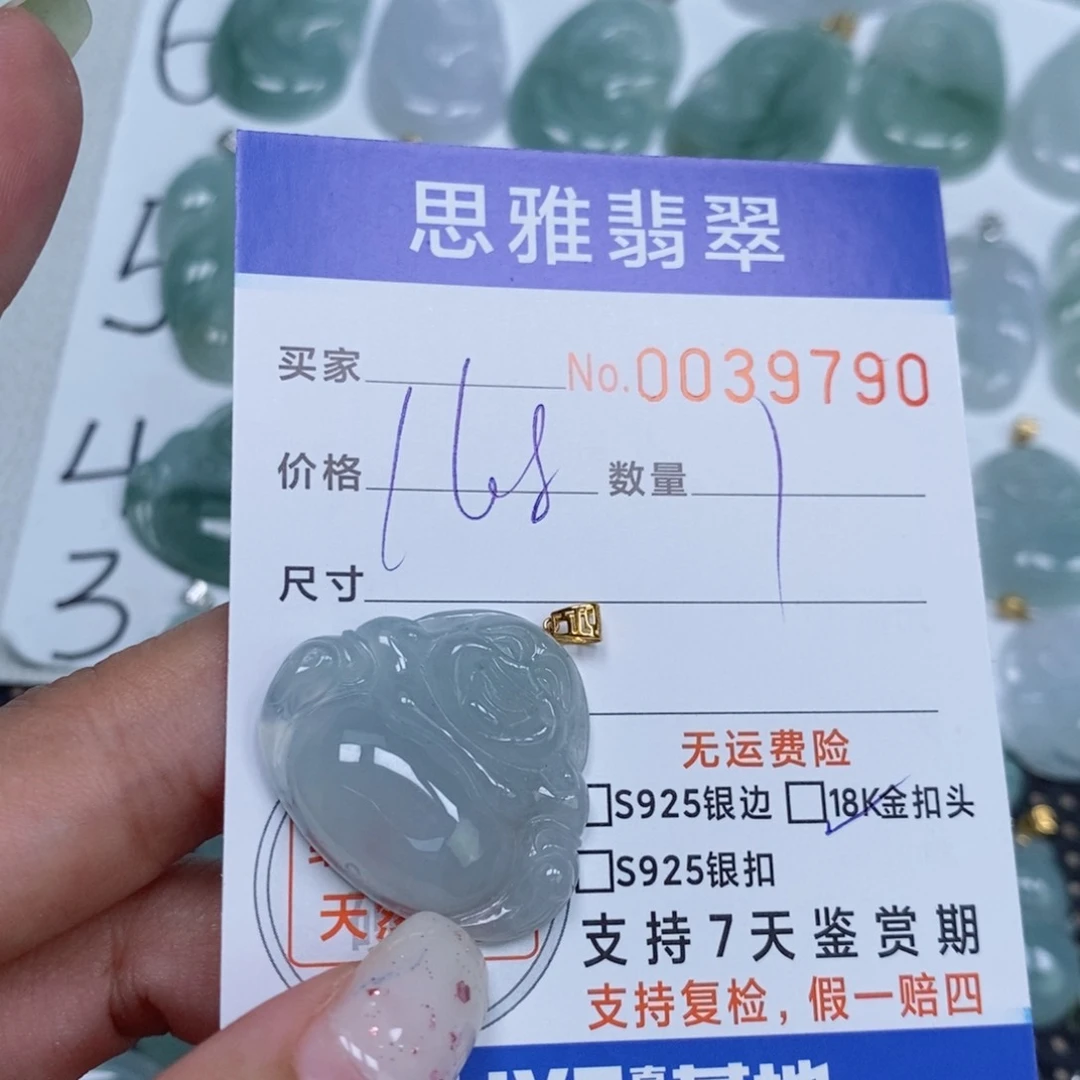 6
5
4
3
思雅翡翠
买家 No.0039790
价格 168 数量 1
尺寸
无运费险
S925银边 18K金扣头
S925银扣
天
支持7天鉴赏期
支持复检，假一赔四